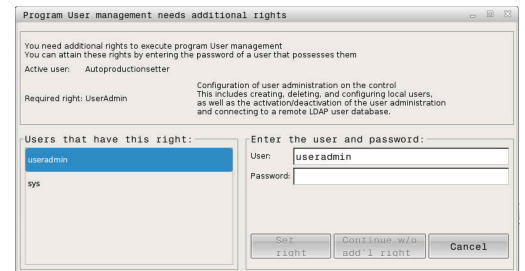 Program User management needs additional rights
You need additional rights to execute program User management
You can attain these rights by entering the password of a user that possesses them
Active user: Autoproductionsetter
Required right: UserAdmin
Configuration of user administration on the control
This includes creating, deleting, and configuring local users,
as well as the activation/deactivation of the user administration
and connecting to a remote LDAP user database.
Users that have this right:
useradmin
sys
Enter the user and password:
User: useradmin
Password:
Set right
Continue w/o add'l right
Cancel